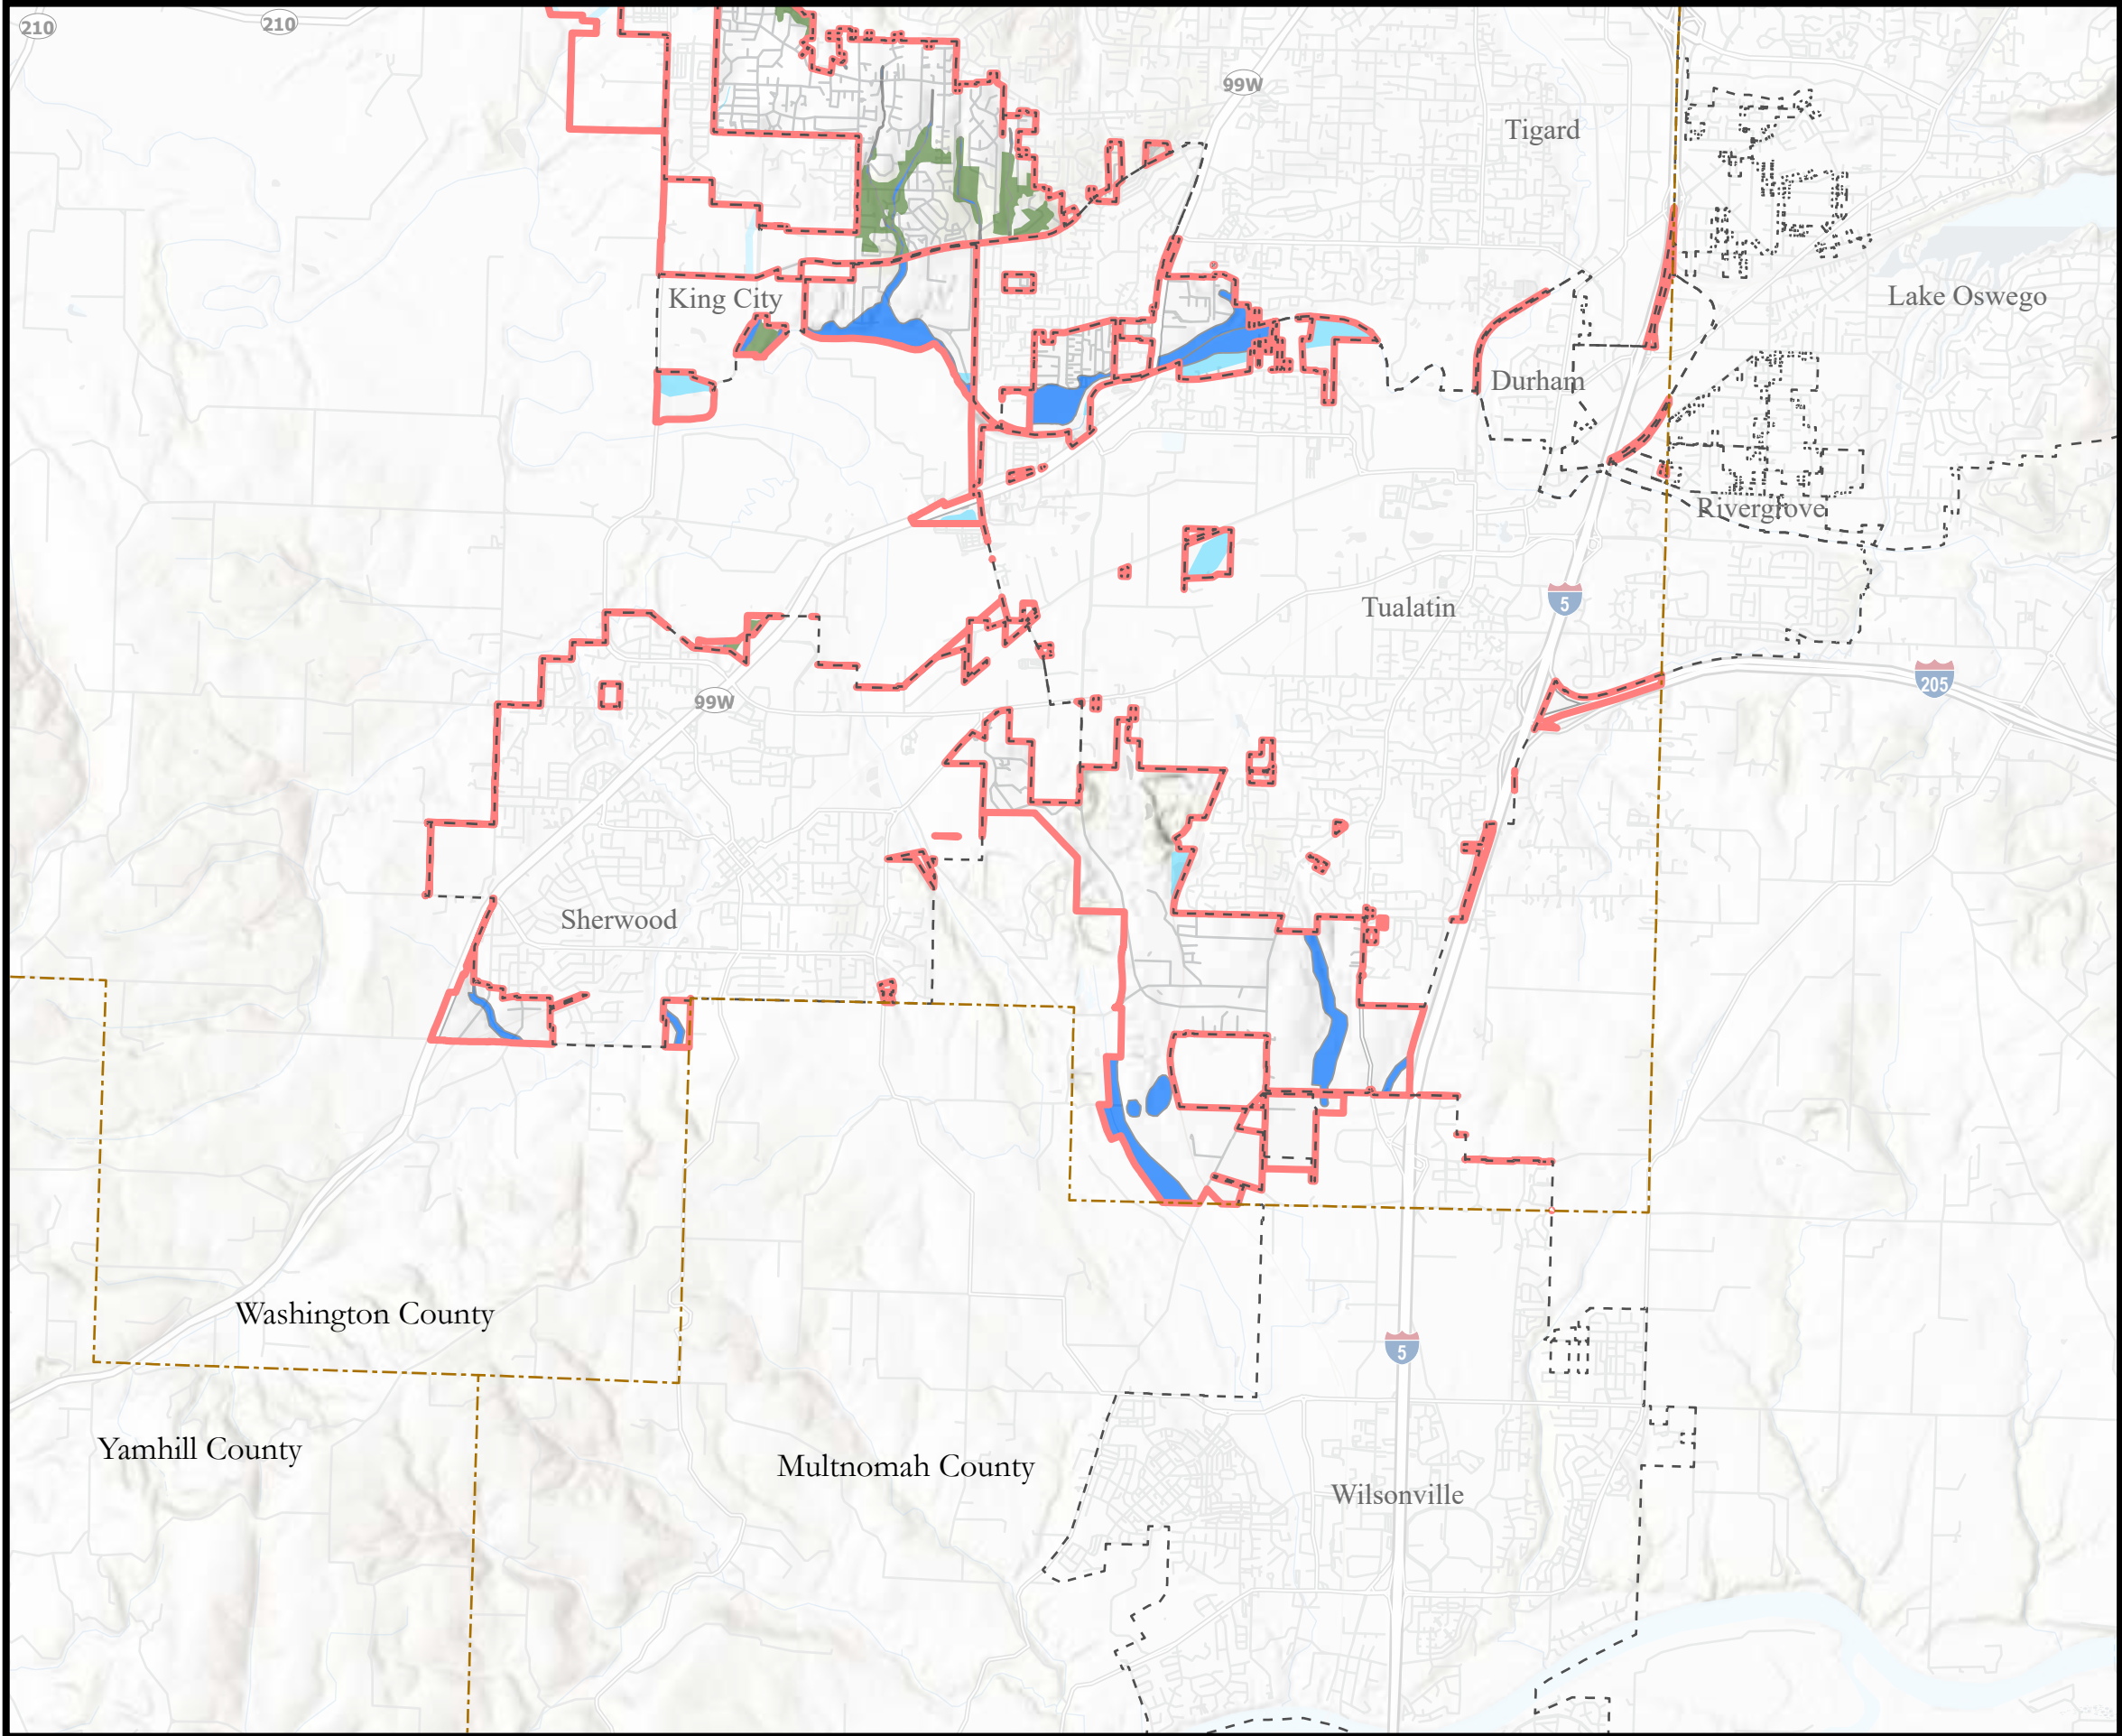 210
210
99W
Tigard
King City
Lake Oswego
Durham
Rivergrove
5
Tualatin
205
99W
Sherwood
Washington County
5
Yamhill County
Multnomah County
Wilsonville